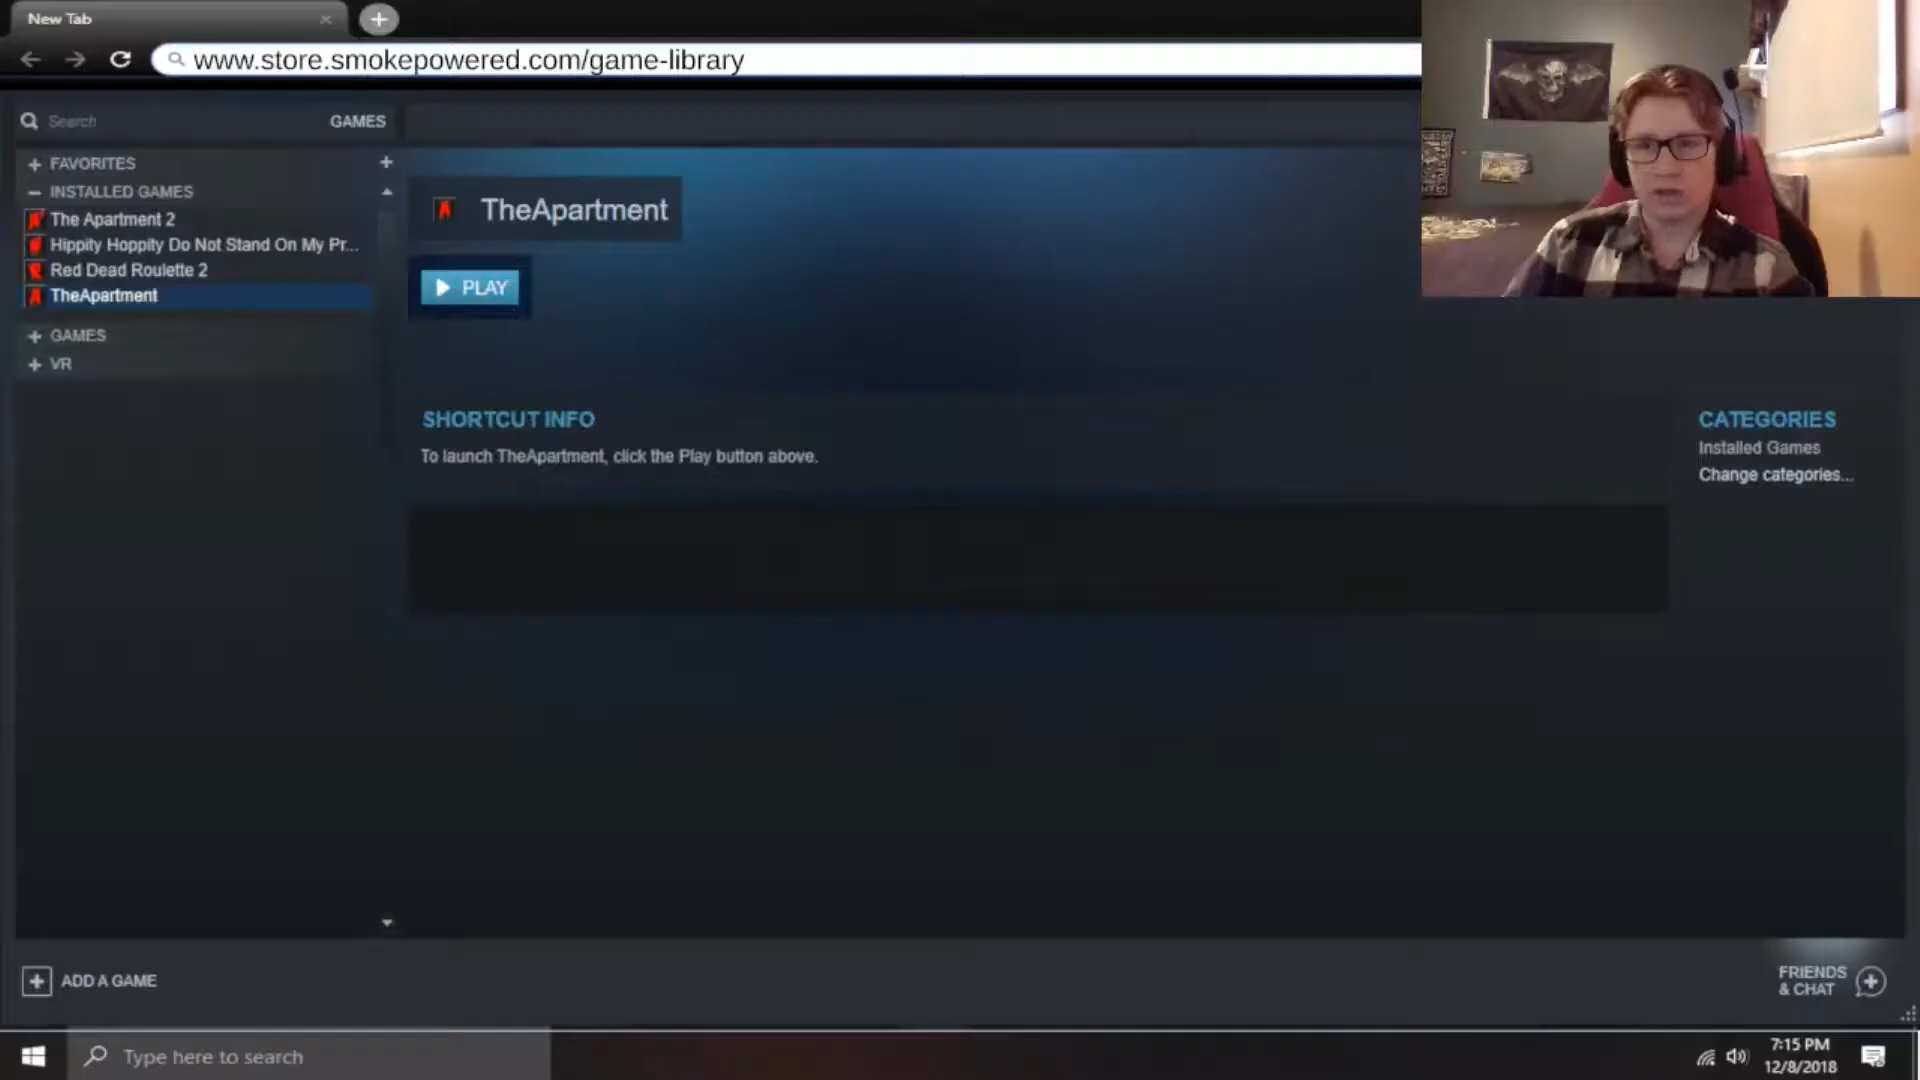 New Tab
www.store.smokepowered.com/game-library
Search
GAMES
FAVORITES
INSTALLED GAMES
The Apartment 2
Hippity Hoppity Do Not Stand On My Pr...
Red Dead Roulette 2
TheApartment
GAMES
VR
TheApartment
PLAY
SHORTCUT INFO
To launch TheApartment, click the Play button above.
CATEGORIES
Installed Games
Change categories...
ADD A GAME
FRIENDS
& CHAT
Type here to search
7:15 PM
12/8/2018